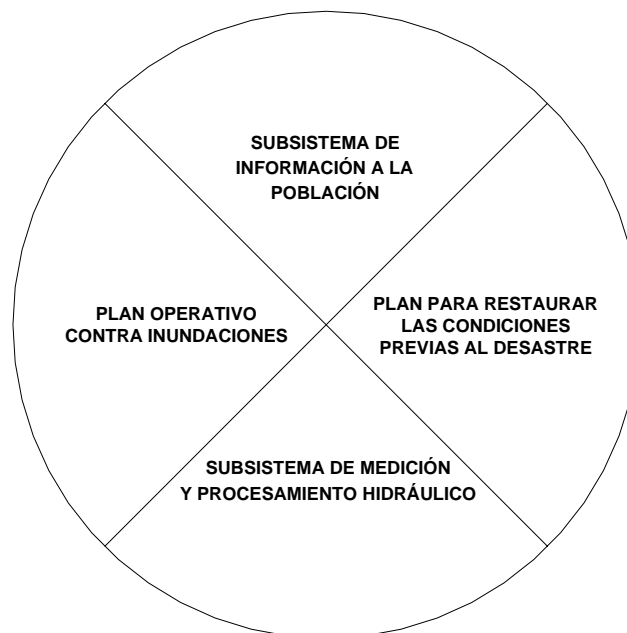 SUBSISTEMA DE
INFORMACIÓN A LA
POBLACIÓN
PLAN OPERATIVO
CONTRA INUNDACIONES
PLAN PARA RESTAURAR
LAS CONDICIONES
PREVIAS AL DESASTRE
SUBSISTEMA DE MEDICIÓN
Y PROCESAMIENTO HIDRÁULICO